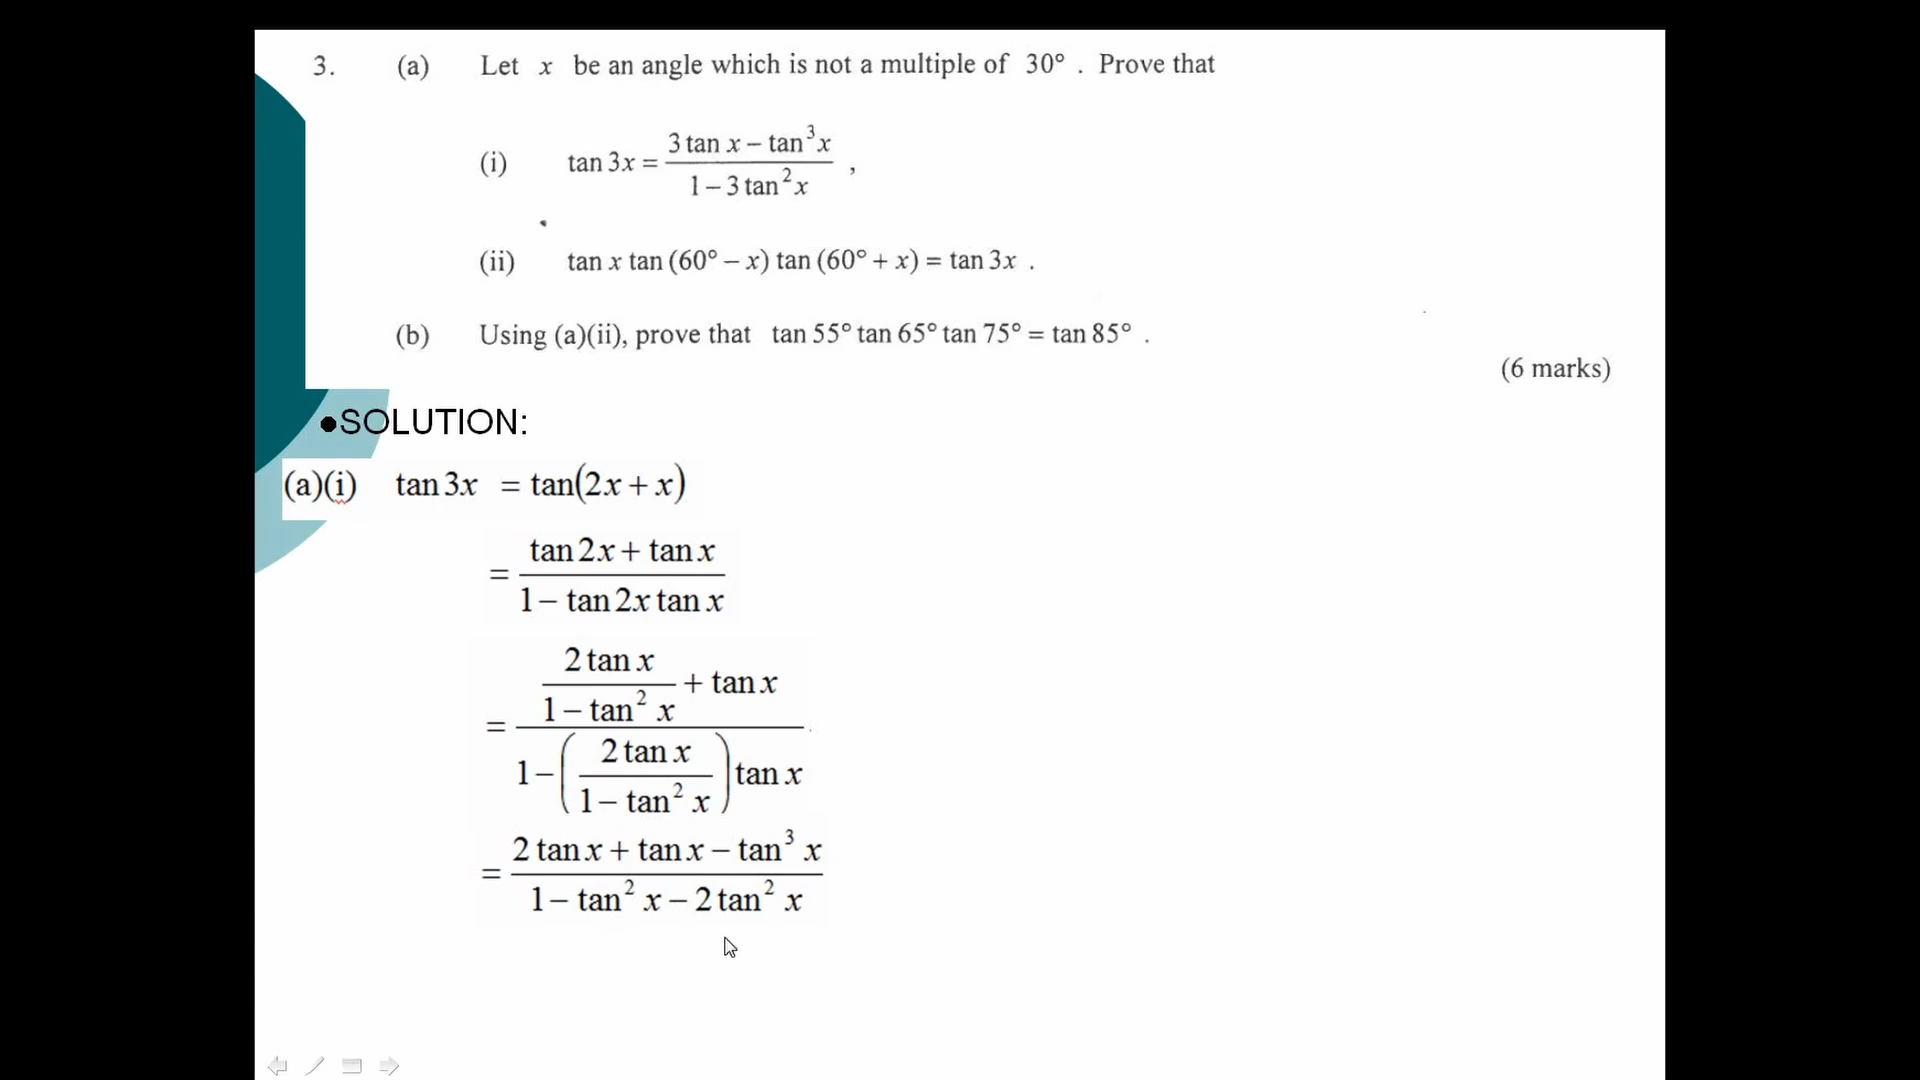 3. (a) Let x be an angle which is not a multiple of 30° . Prove that
(i) tan 3x = (3 tan x − tan³x)/(1 − 3 tan²x) ,
(ii) tan x tan (60° − x) tan (60° + x) = tan 3x .
(b) Using (a)(ii), prove that tan 55° tan 65° tan 75° = tan 85° .
(6 marks)
●SOLUTION:
(a)(i) tan 3x = tan(2x + x)
= (tan 2x + tan x)/(1 − tan 2x tan x)
= ((2 tan x)/(1 − tan² x) + tan x)/(1 − ((2 tan x)/(1 − tan² x)) tan x)
= (2 tan x + tan x − tan³ x)/(1 − tan² x − 2 tan² x)